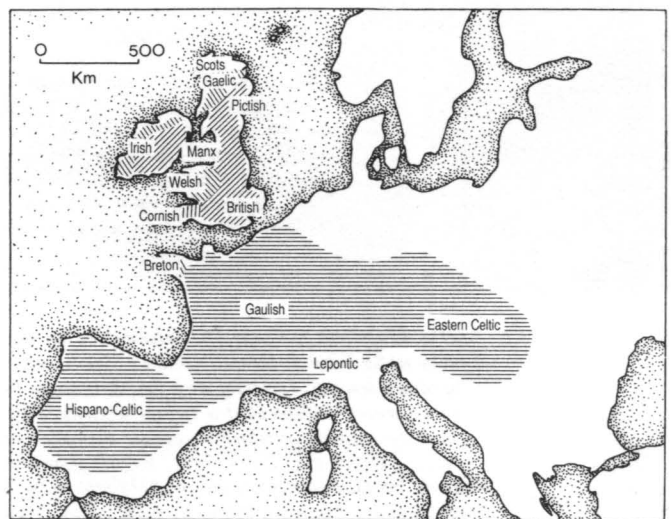 0 500
Km
Scots
Gaelic
Pictish
Irish
Manx
Welsh
Cornish
British
Breton
Gaulish
Eastern Celtic
Lepontic
Hispano-Celtic